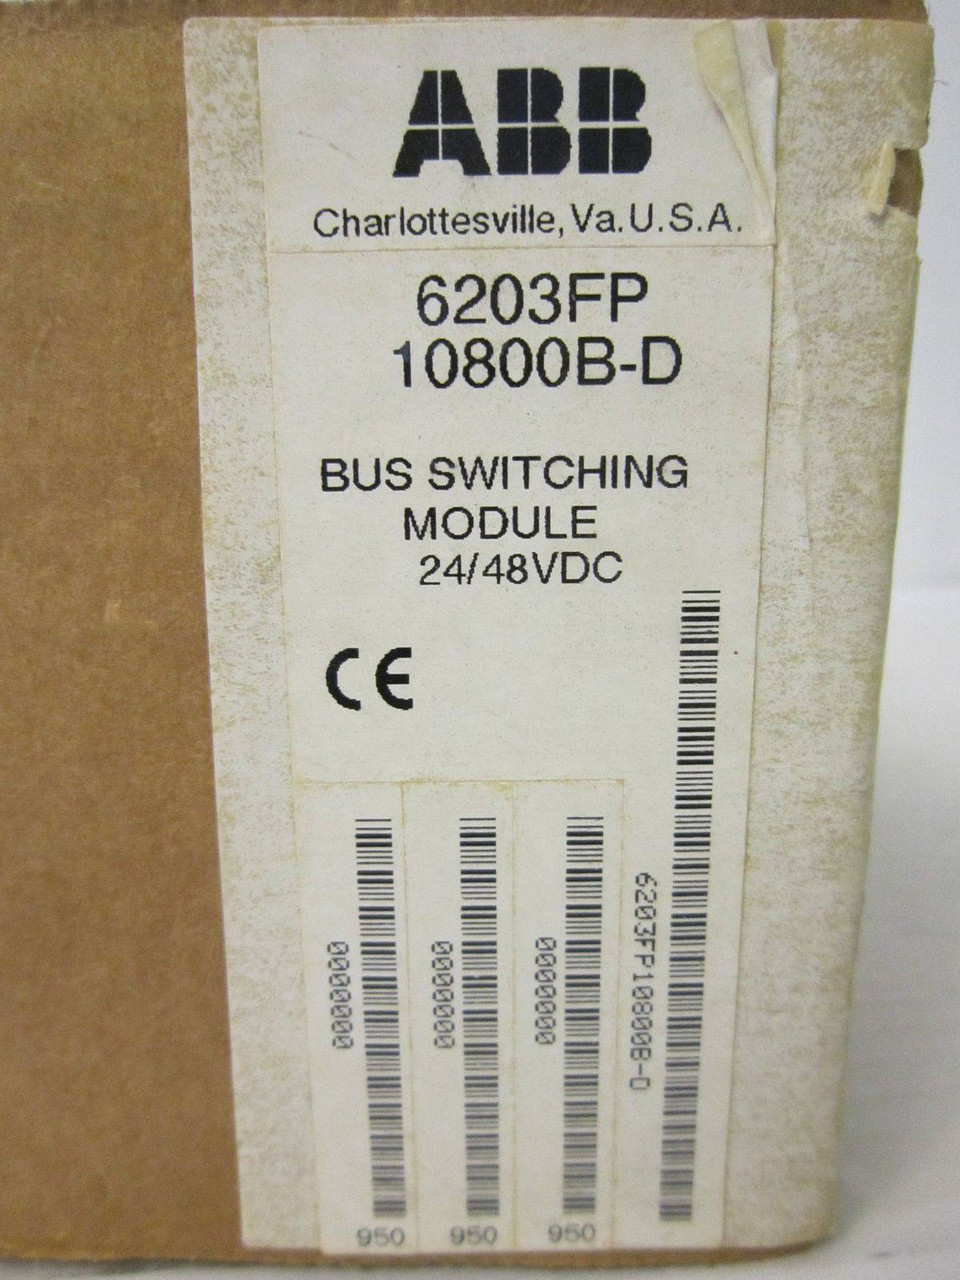 ABB
Charlottesville, Va. U.S.A.
6203FP
10800B-D
BUS SWITCHING
MODULE
24/48VDC
CE
0000000
950
0000000
950
0000000
950
6203FP10800B-D